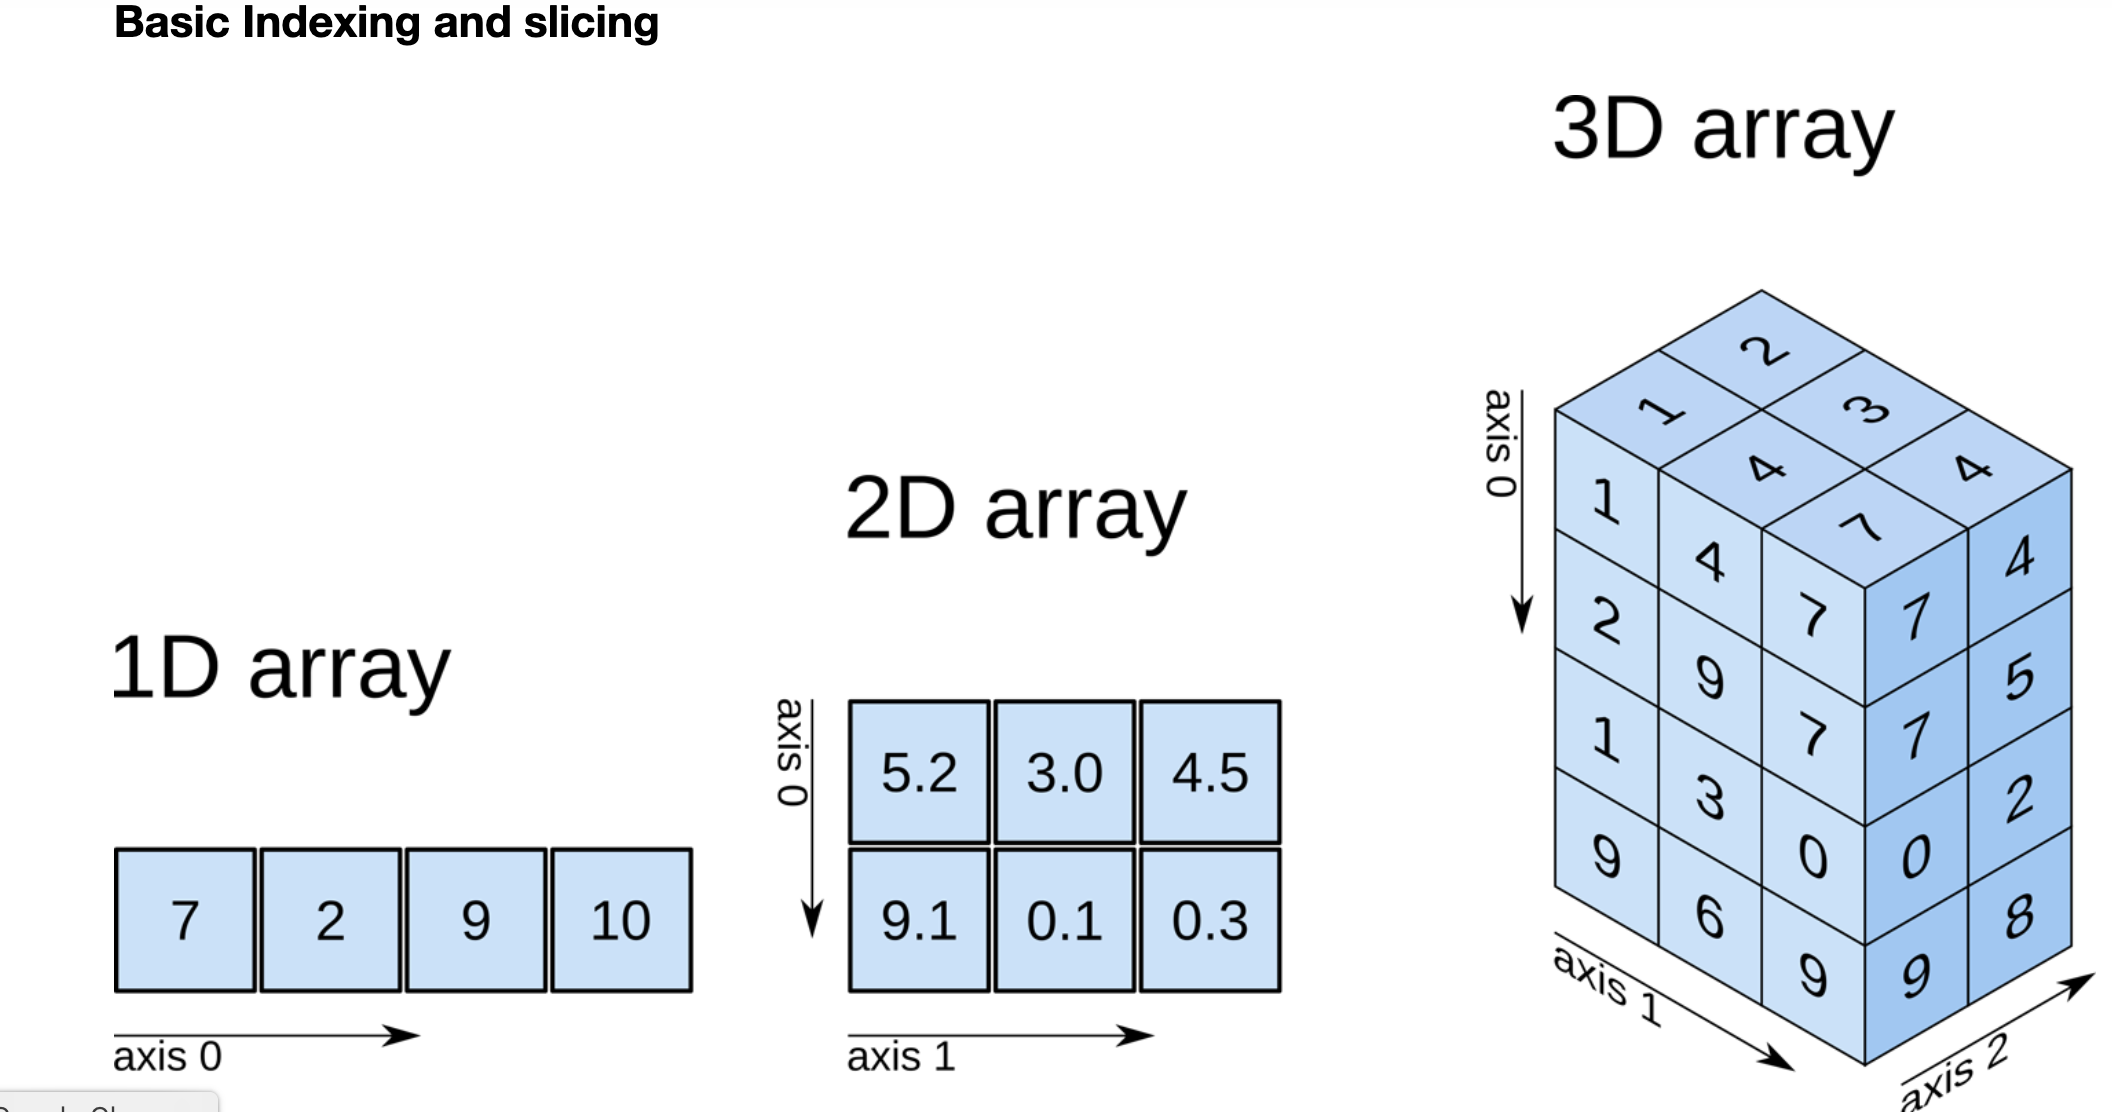 Basic Indexing and slicing
3D array
2D array
1D array
axis 0
7 2 9 10
axis 0
axis 0
5.2 3.0 4.5
9.1 0.1 0.3
axis 1
axis 0
2
1 3
4 4
7
1 4 7
2 9 7
1 3 0
9 6 9
7 4
7 5
0 2
9 8
axis 1
axis 2